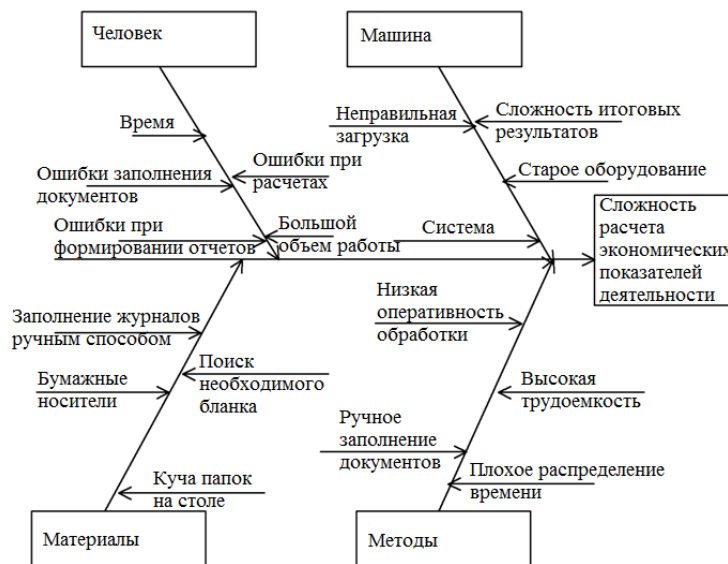 Человек
Машина
Время
Неправильная
загрузка
Сложность итоговых
результатов
Ошибки при
расчетах
Ошибки заполнения
документов
Старое оборудование
Ошибки при
формировании отчетов
Большой
объем работы
Система
Сложность
расчета
экономических
показателей
деятельности
Низкая
оперативность
обработки
Заполнение журналов
ручным способом
Поиск
необходимого
бланка
Бумажные
носители
Высокая
трудоемкость
Ручное
заполнение
документов
Куча папок
на столе
Плохое распределение
времени
Материалы
Методы